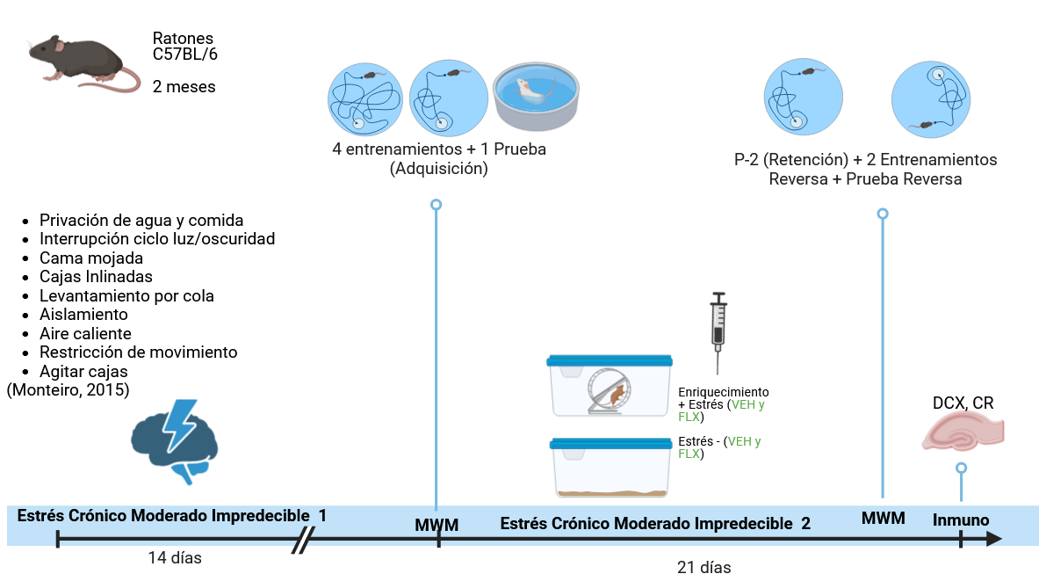 Ratones
C57BL/6
2 meses
4 entrenamientos + 1 Prueba
(Adquisición)
P-2 (Retención) + 2 Entrenamientos
Reversa + Prueba Reversa
• Privación de agua y comida
• Interrupción ciclo luz/oscuridad
• Cama mojada
• Cajas Inlinadas
• Levantamiento por cola
• Aislamiento
• Aire caliente
• Restricción de movimiento
• Agitar cajas
(Monteiro, 2015)
Enriquecimiento
+ Estrés (VEH y
FLX)
Estrés - (VEH y
FLX)
DCX, CR
Estrés Crónico Moderado Impredecible 1
MWM
Estrés Crónico Moderado Impredecible 2
MWM
Inmuno
14 días
21 días